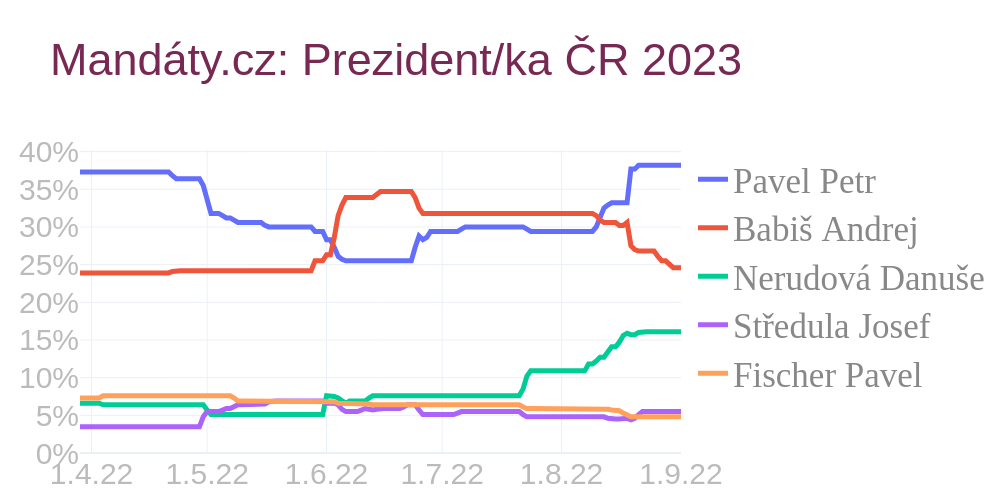 Mandáty.cz: Prezident/ka ČR 2023
40%
35%
30%
25%
20%
15%
10%
5%
0%
1.4.22 1.5.22 1.6.22 1.7.22 1.8.22 1.9.22
Pavel Petr
Babiš Andrej
Nerudová Danuše
Středula Josef
Fischer Pavel